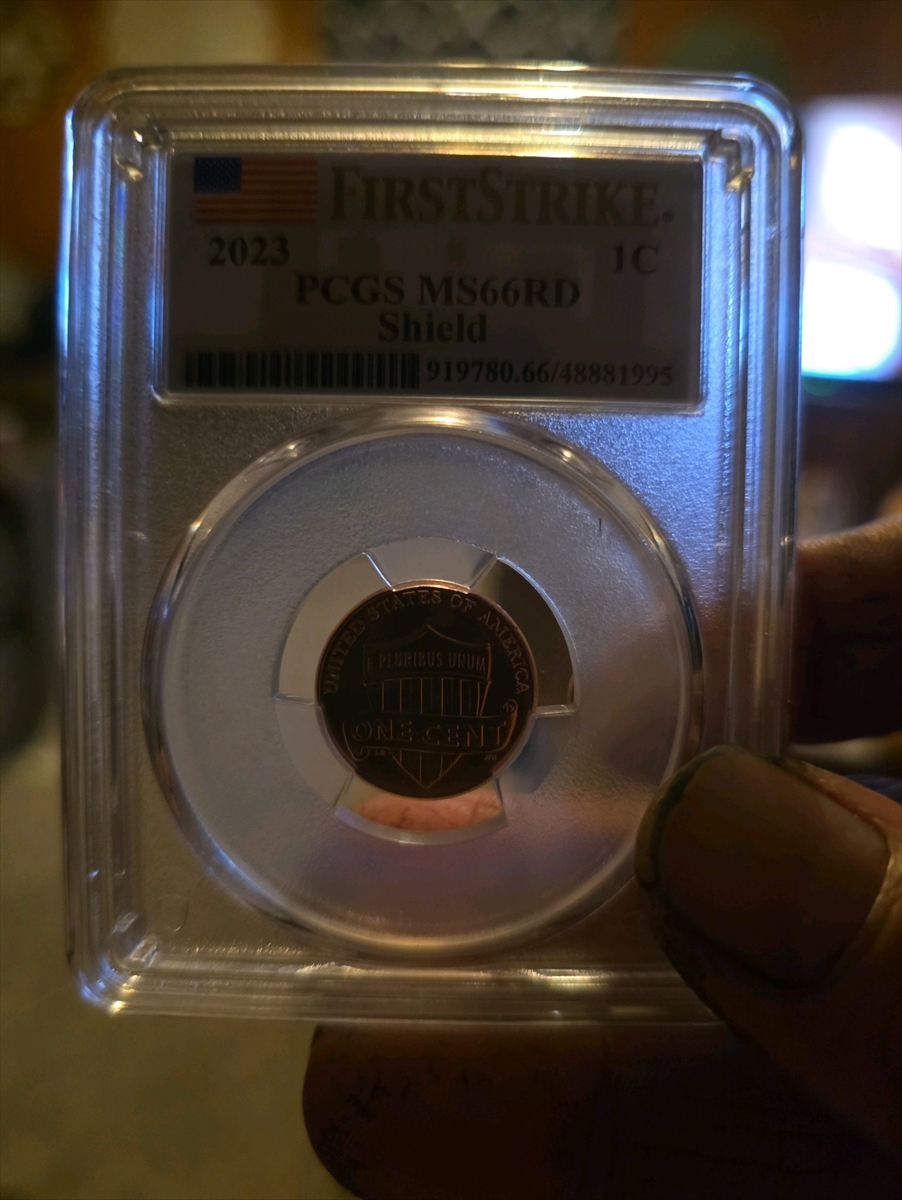 FIRSTSTRIKE.
2023 1C
PCGS MS66RD
Shield
919780.66/48881995
UNITED STATES OF AMERICA
E PLURIBUS UNUM
ONE CENT